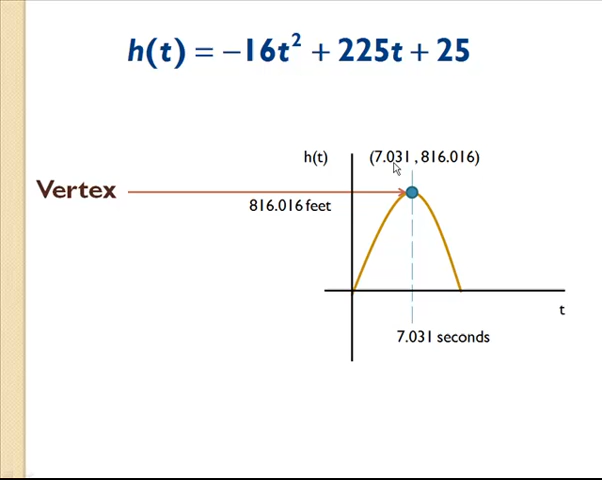 h(t) = −16t² + 225t + 25
h(t)
(7.031 , 816.016)
Vertex
816.016 feet
t
7.031 seconds